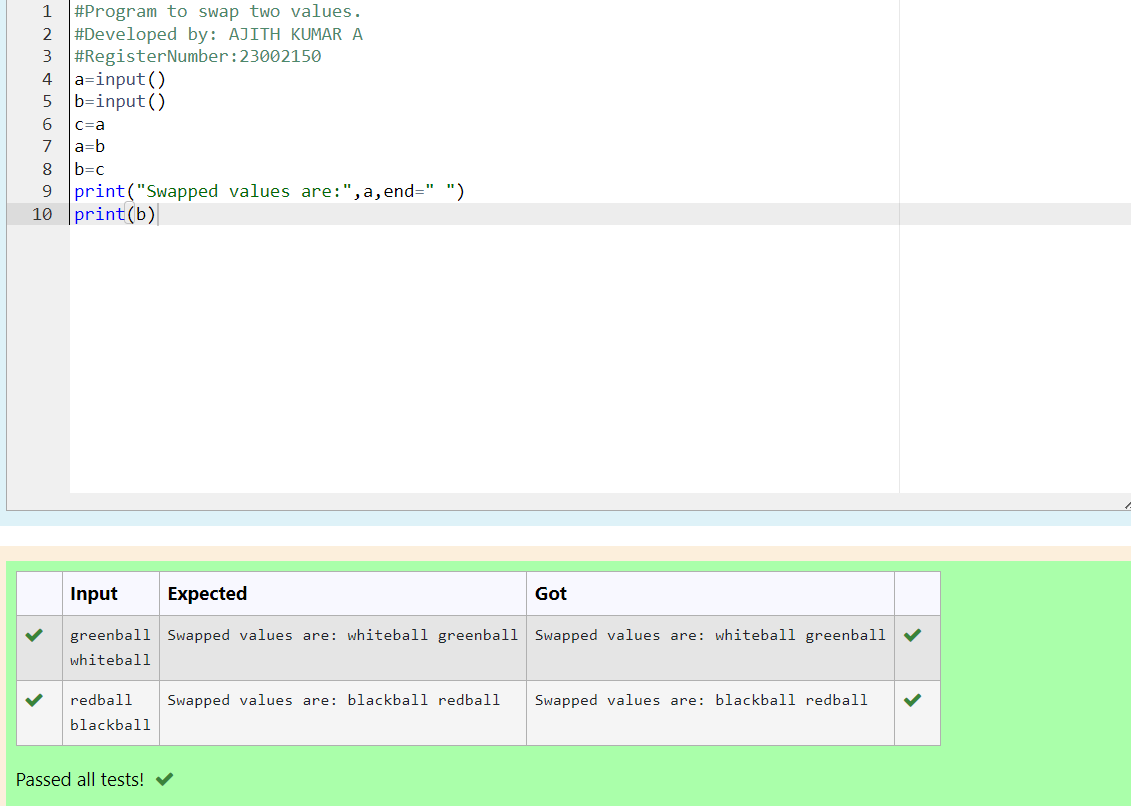 1 #Program to swap two values.
2 #Developed by: AJITH KUMAR A
3 #RegisterNumber:23002150
4 a=input()
5 b=input()
6 c=a
7 a=b
8 b=c
9 print("Swapped values are:",a,end=" ")
10 print(b)
Input Expected Got
greenball Swapped values are: whiteball greenball Swapped values are: whiteball greenball
whiteball
redball Swapped values are: blackball redball Swapped values are: blackball redball
blackball
Passed all tests!